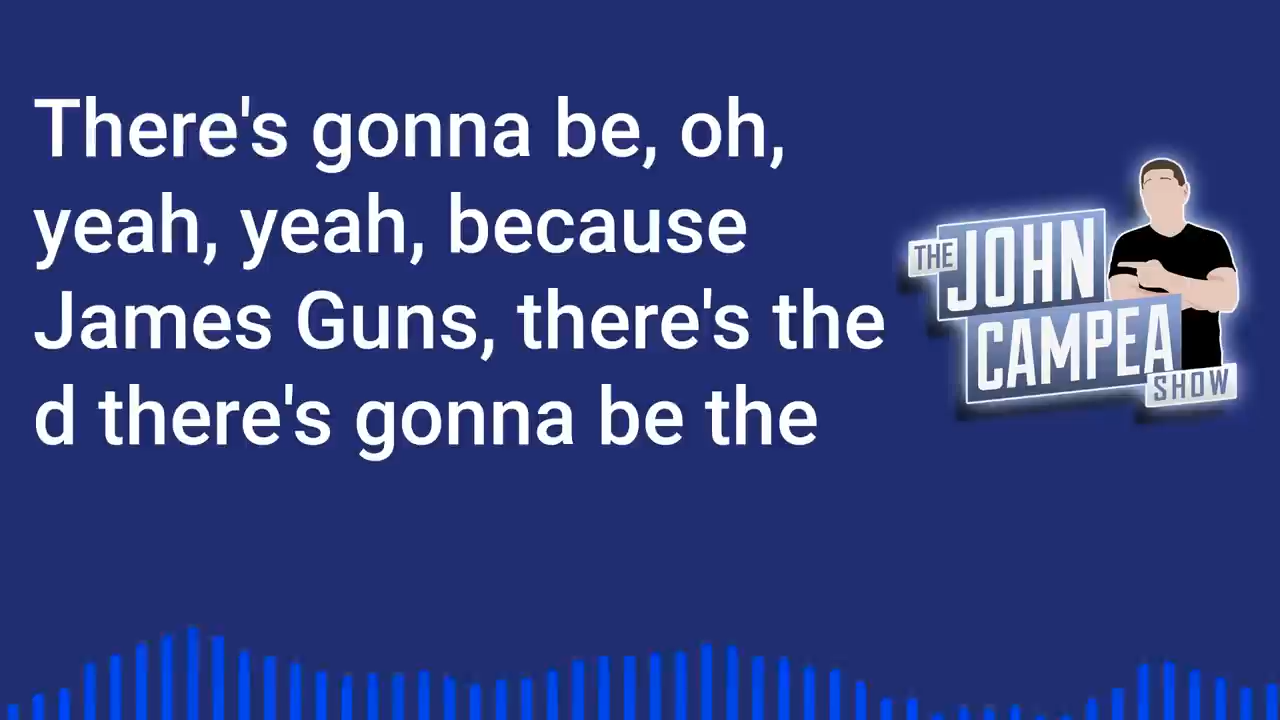 There's gonna be, oh,
yeah, yeah, because
James Guns, there's the
d there's gonna be the
THE
JOHN
CAMPEA
SHOW